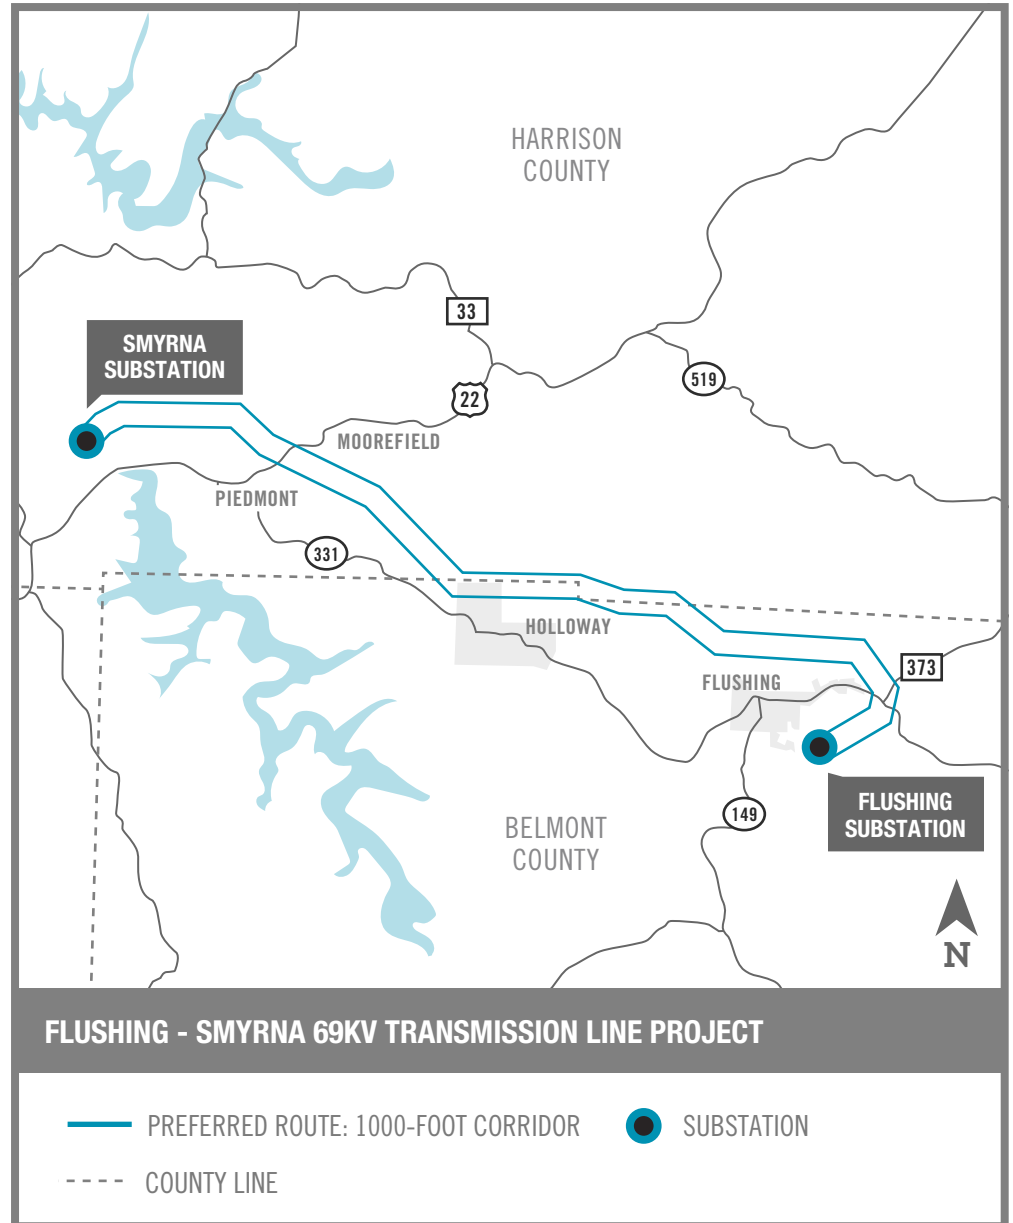 HARRISON
COUNTY
33
SMYRNA
SUBSTATION
519
22
MOOREFIELD
PIEDMONT
331
HOLLOWAY
373
FLUSHING
FLUSHING
SUBSTATION
149
BELMONT
COUNTY
N
FLUSHING - SMYRNA 69KV TRANSMISSION LINE PROJECT
PREFERRED ROUTE: 1000-FOOT CORRIDOR
SUBSTATION
COUNTY LINE